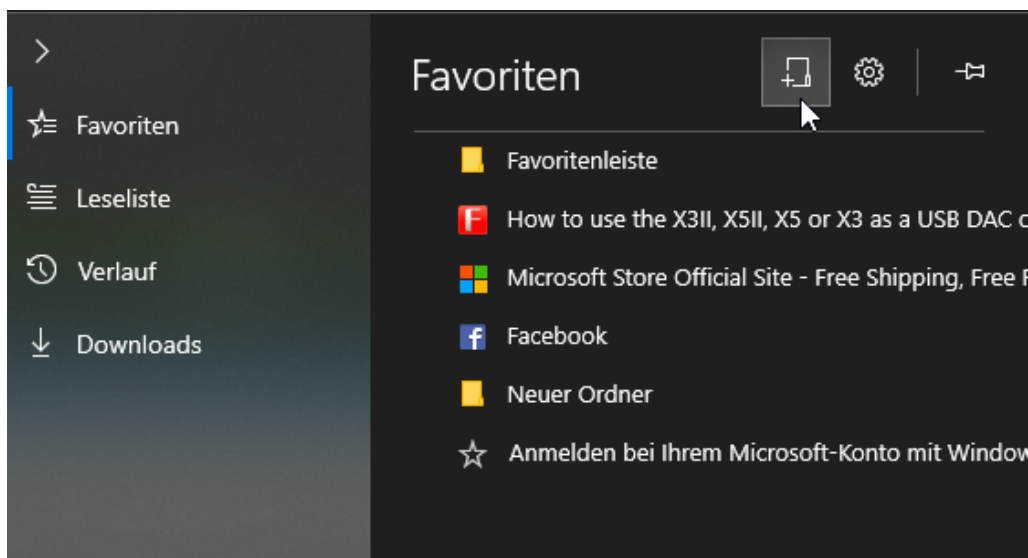 Favoriten
Leseliste
Verlauf
Downloads
Favoriten
Favoritenleiste
How to use the X3II, X5II, X5 or X3 as a USB DAC
Microsoft Store Official Site - Free Shipping, Free
Facebook
Neuer Ordner
Anmelden bei Ihrem Microsoft-Konto mit Window